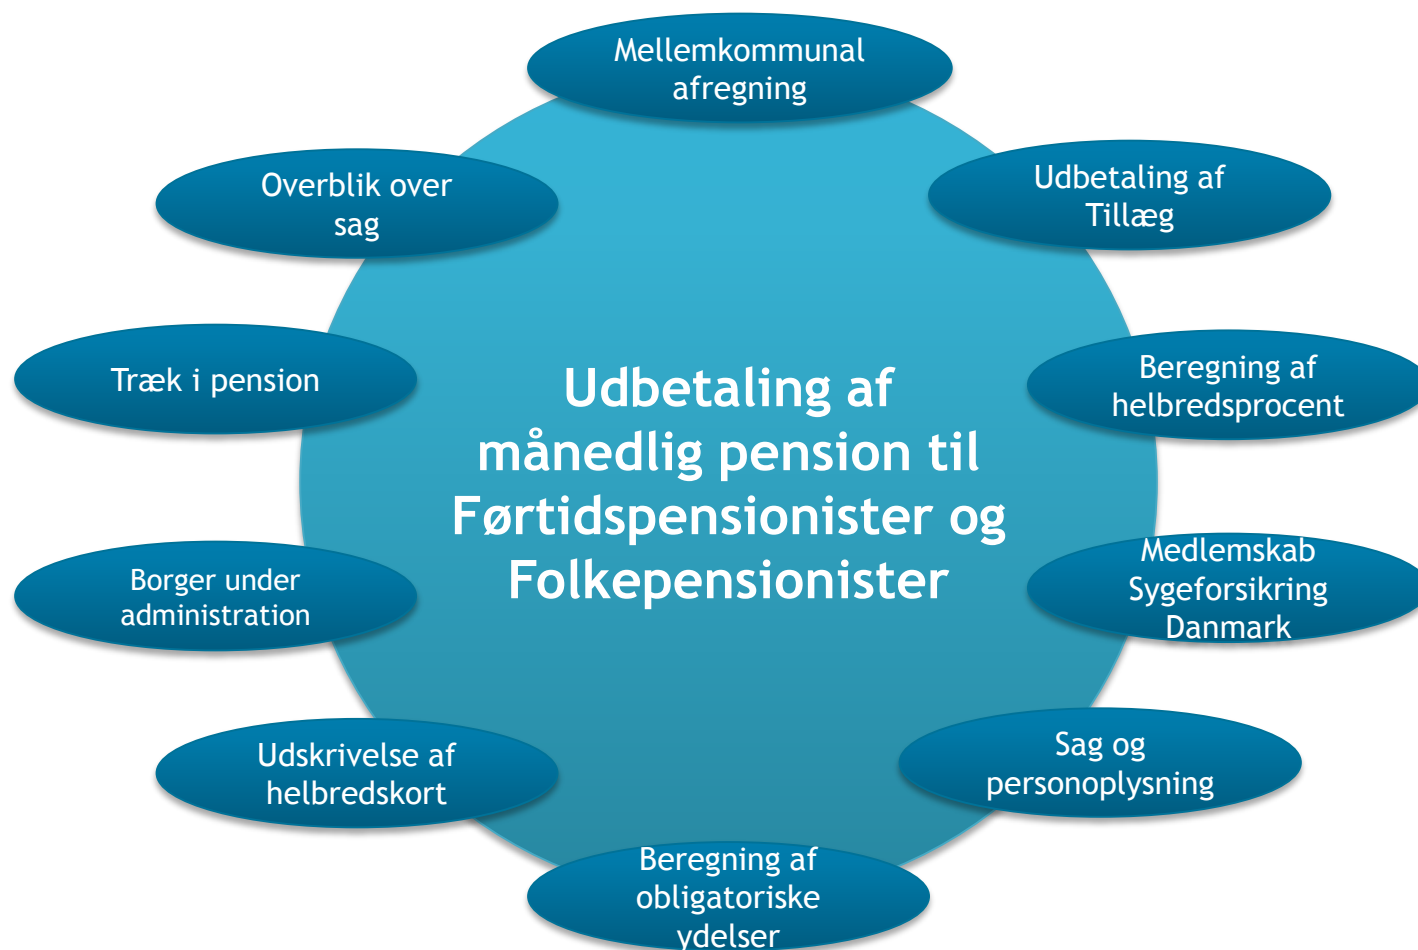 Mellemkommunal
afregning
Overblik over
sag
Udbetaling af
Tillæg
Træk i pension
Beregning af
helbredsprocent
Udbetaling af
månedlig pension til
Førtidspensionister og
Folkepensionister
Borger under
administration
Medlemskab
Sygeforsikring
Danmark
Udskrivelse af
helbredskort
Sag og
personoplysning
Beregning af
obligatoriske
ydelser